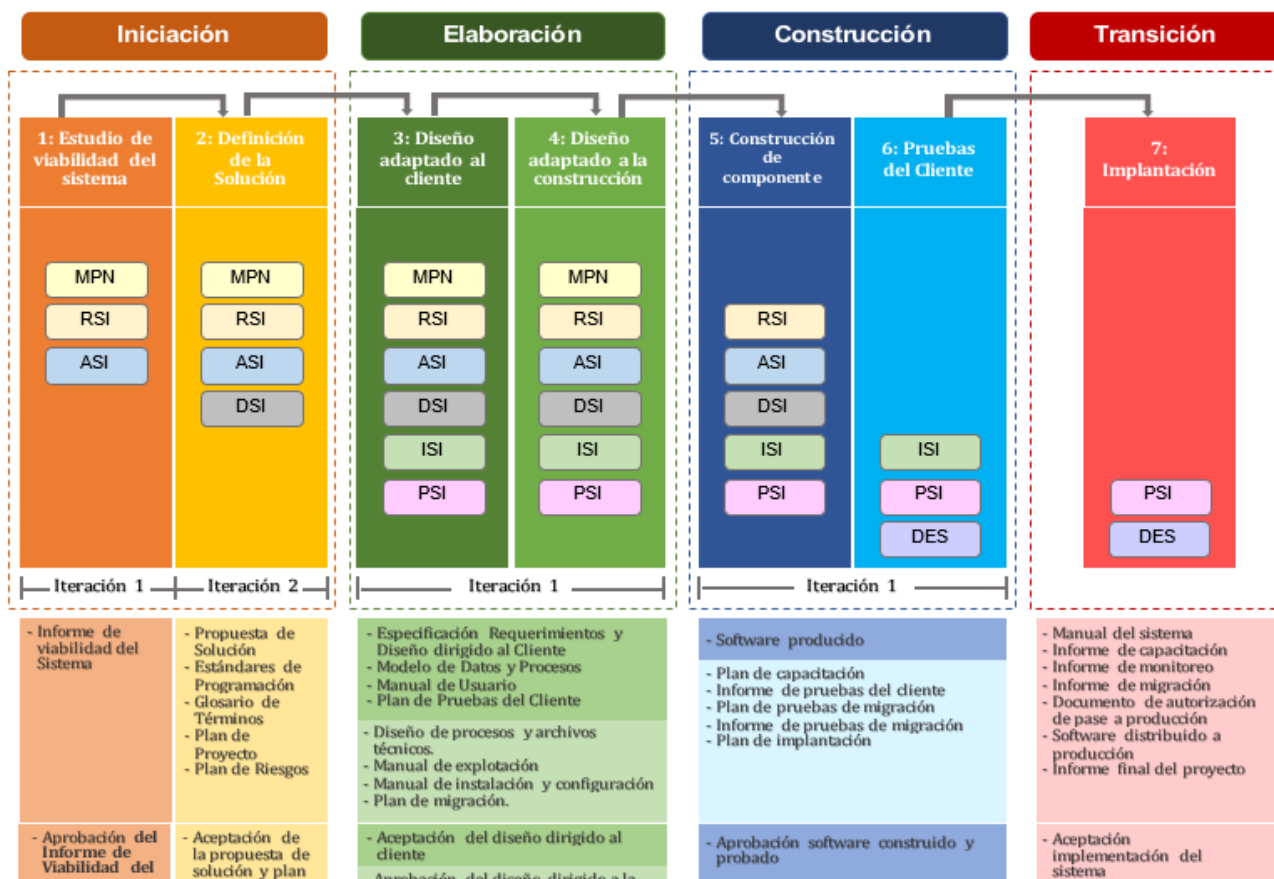 Iniciación
Elaboración
Construcción
Transición
1: Estudio de
viabilidad del
sistema
2: Definición
de la
Solución
3: Diseño
adaptado al
cliente
4: Diseño
adaptado a la
construcción
5: Construcción
de
componente
6: Pruebas
del Cliente
7:
Implantación
MPN
RSI
ASI
MPN
RSI
ASI
DSI
MPN
RSI
ASI
DSI
ISI
PSI
MPN
RSI
ASI
DSI
ISI
PSI
RSI
ASI
DSI
ISI
PSI
ISI
PSI
DES
PSI
DES
Iteración 1
Iteración 2
Iteración 1
Iteración 1
- Informe de
viabilidad del
Sistema
- Propuesta de
Solución
- Estándares de
Programación
- Glosario de
Términos
- Plan de
Proyecto
- Plan de Riesgos
- Especificación Requerimientos y
Diseño dirigido al Cliente
- Modelo de Datos y Procesos
- Manual de Usuario
- Plan de Pruebas del Cliente
- Diseño de procesos y archivos
técnicos.
- Manual de explotación
- Manual de instalación y configuración
- Plan de migración.
- Software producido
- Plan de capacitación
- Informe de pruebas del cliente
- Plan de pruebas de migración
- Informe de pruebas de migración
- Plan de implantación
- Manual del sistema
- Informe de capacitación
- Informe de monitoreo
- Informe de migración
- Documento de autorización
de pase a producción
- Software distribuido a
producción
- Informe final del proyecto
- Aprobación del
Informe de
Viabilidad del
- Aceptación de
la propuesta de
solución y plan
- Aceptación del diseño dirigido al
cliente
- Aprobación del diseño dirigido a la
- Aprobación software construido y
probado
- Aceptación
implementación del
sistema